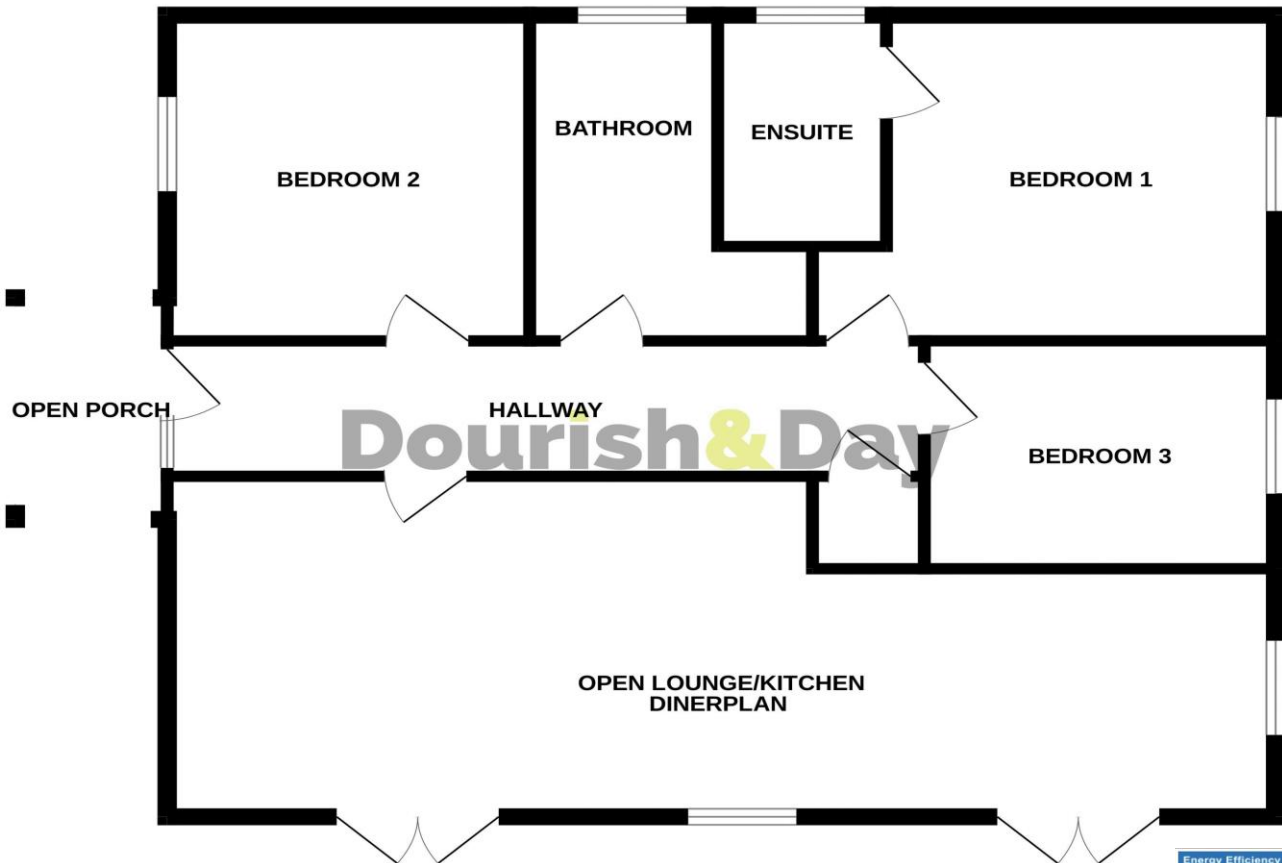 BATHROOM
ENSUITE
BEDROOM 2
BEDROOM 1
OPEN PORCH
HALLWAY
Dourish&Day
BEDROOM 3
OPEN LOUNGE/KITCHEN
DINERPLAN
Energy Efficiency